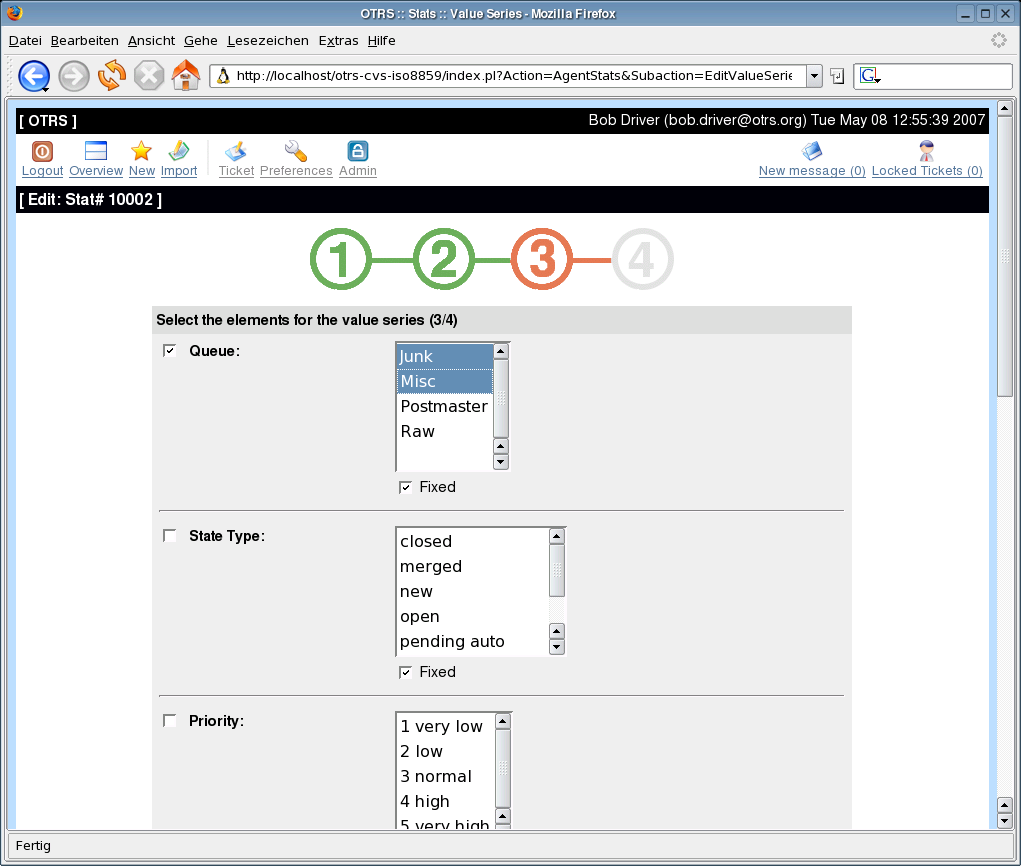 OTRS :: Stats :: Value Series - Mozilla Firefox
Datei Bearbeiten Ansicht Gehe Lesezeichen Extras Hilfe
http://localhost/otrs-cvs-iso8859/index.pl?Action=AgentStats&Subaction=EditValueSerie
G
[ OTRS ] Bob Driver (bob.driver@otrs.org) Tue May 08 12:55:39 2007
Logout Overview New Import Ticket Preferences Admin New message (0) Locked Tickets (0)
[ Edit: Stat# 10002 ]
1 2 3 4
Select the elements for the value series (3/4)
Queue:
Junk
Misc
Postmaster
Raw
Fixed
State Type:
closed
merged
new
open
pending auto
Fixed
Priority:
1 very low
2 low
3 normal
4 high
5 very high
Fertig